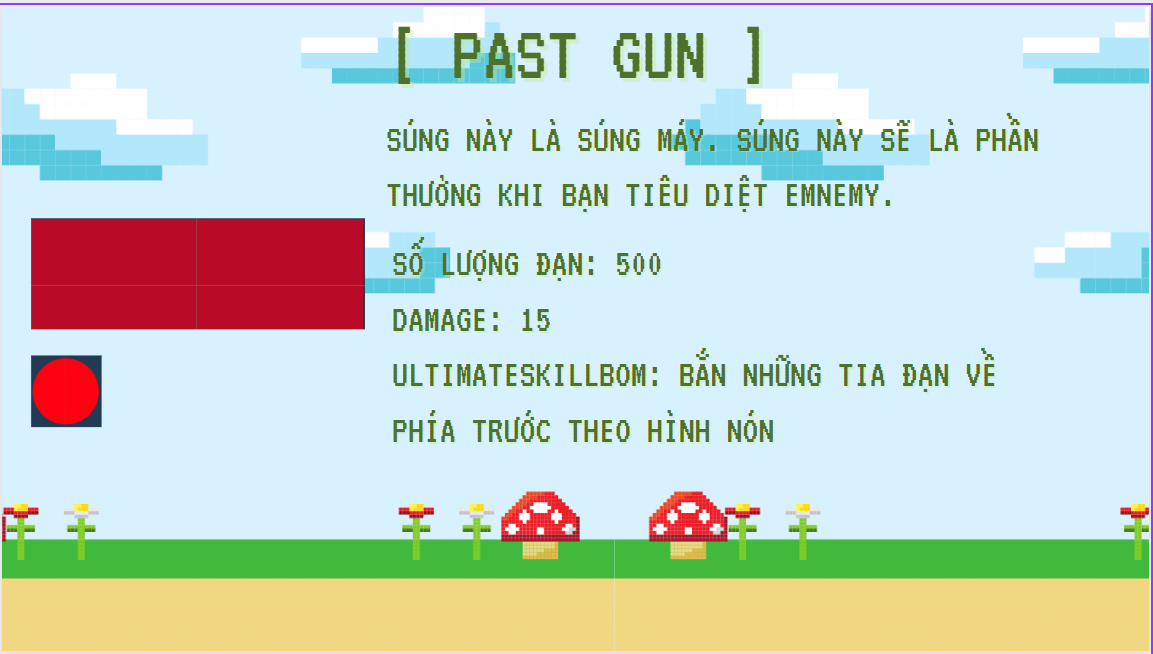 [ PAST GUN ]
SÚNG NÀY LÀ SÚNG MÁY. SÚNG NÀY SẼ LÀ PHẦN
THƯỞNG KHI BẠN TIÊU DIỆT EMNEMY.
SỐ LƯỢNG ĐẠN: 500
DAMAGE: 15
ULTIMATESKILLBOM: BẮN NHỮNG TIA ĐẠN VỀ
PHÍA TRƯỚC THEO HÌNH NÓN